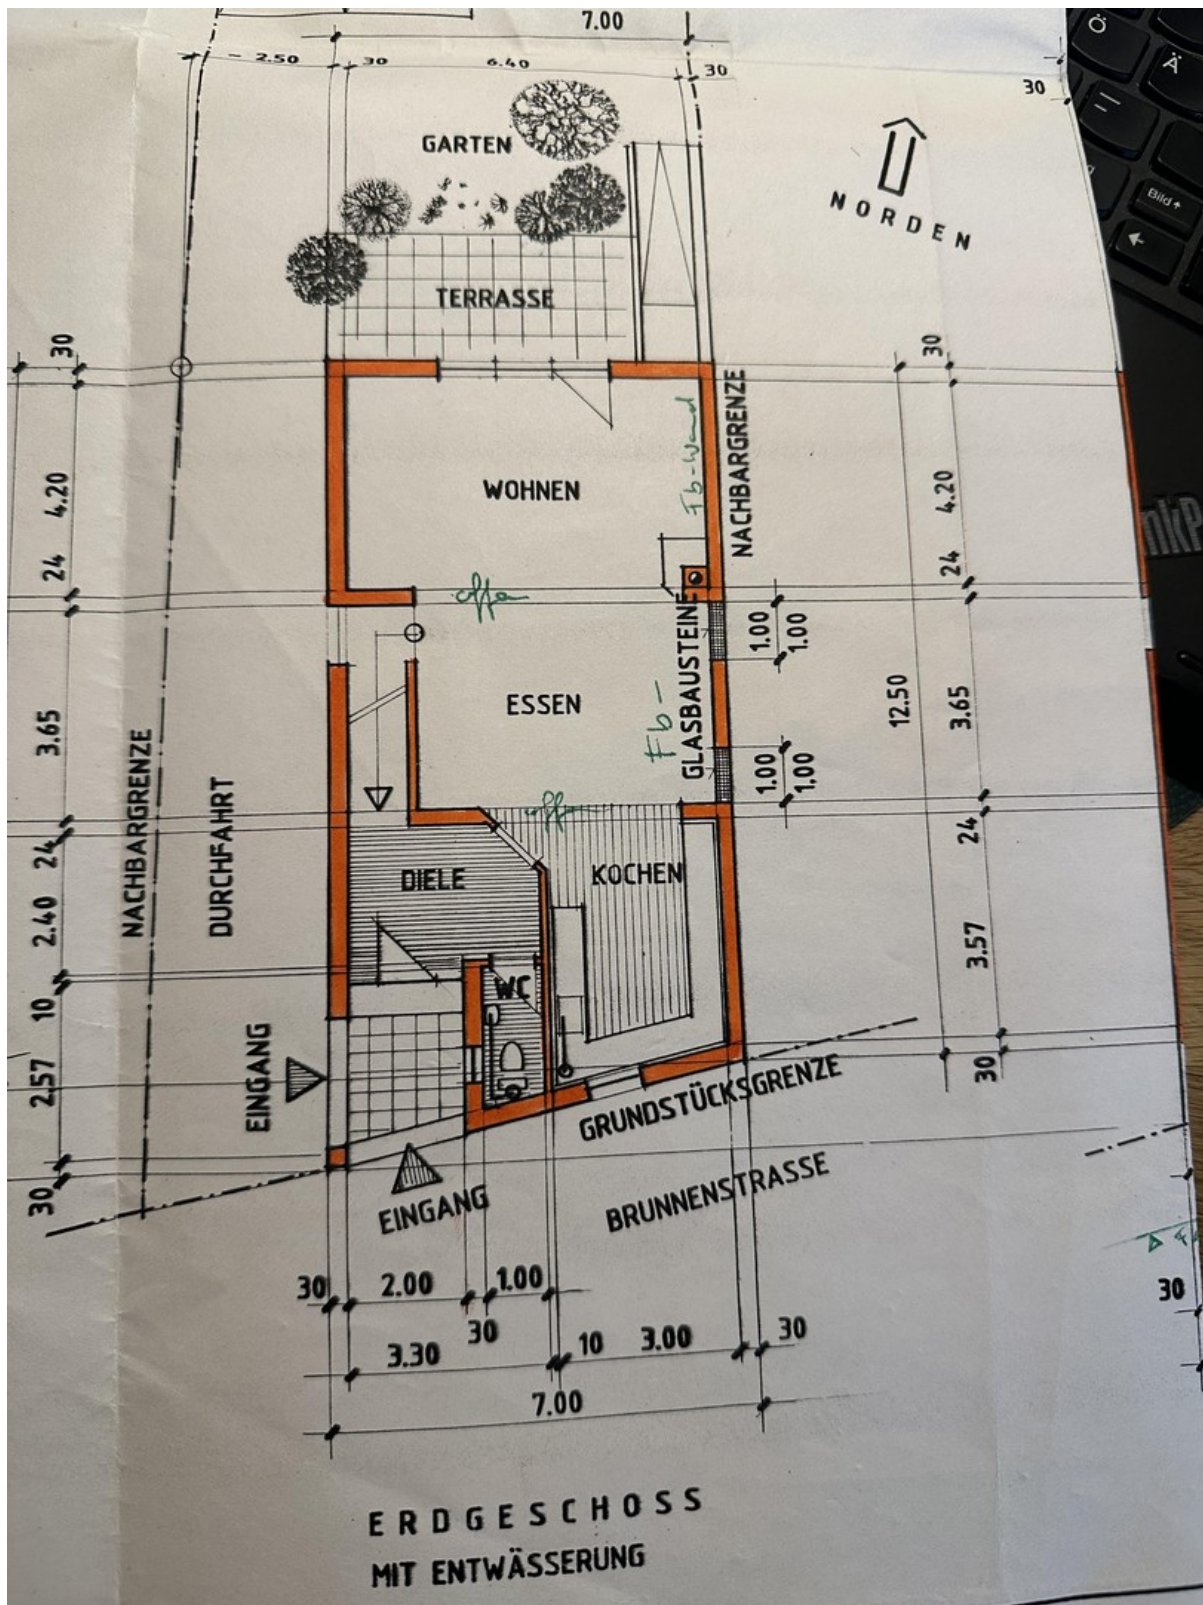 7.00
2.50 30 6.40 30
30
Ö
Ä
Bild
GARTEN
NORDEN
TERRASSE
30
30
NACHBARGRENZE
Fb-Wand
WOHNEN
4.20
4.20
24
24
offen
GLASBAUSTEINE
1.00
1.00
ESSEN
Fb-
3.65
12.50
3.65
1.00
1.00
NACHBARGRENZE
DURCHFAHRT
offen
24
24
DIELE
KOCHEN
2.40
3.57
WC
10
EINGANG
2.57
30
GRUNDSTÜCKSGRENZE
30
EINGANG
BRUNNENSTRASSE
30 2.00 30 1.00
30
3.30 10 3.00 30
7.00
ERDGESCHOSS
MIT ENTWÄSSERUNG